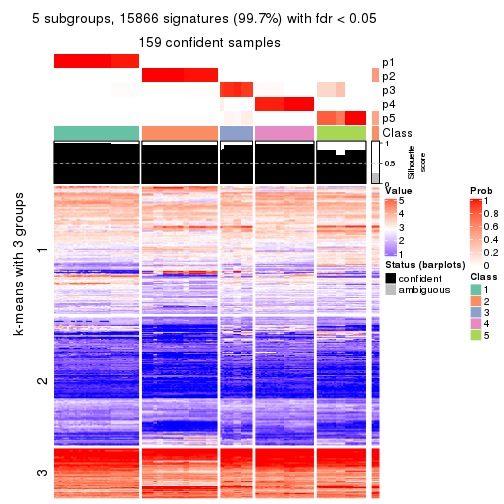 5 subgroups, 15866 signatures (99.7%) with fdr < 0.05
159 confident samples
p1
p2
p3
p4
p5
Class
1
0.5
0
Silhouette
score
k-means with 3 groups
1
2
3
Value
5
4
3
2
1
Status (barplots)
confident
ambiguous
Prob
1
0.8
0.6
0.4
0.2
0
Class
1
2
3
4
5